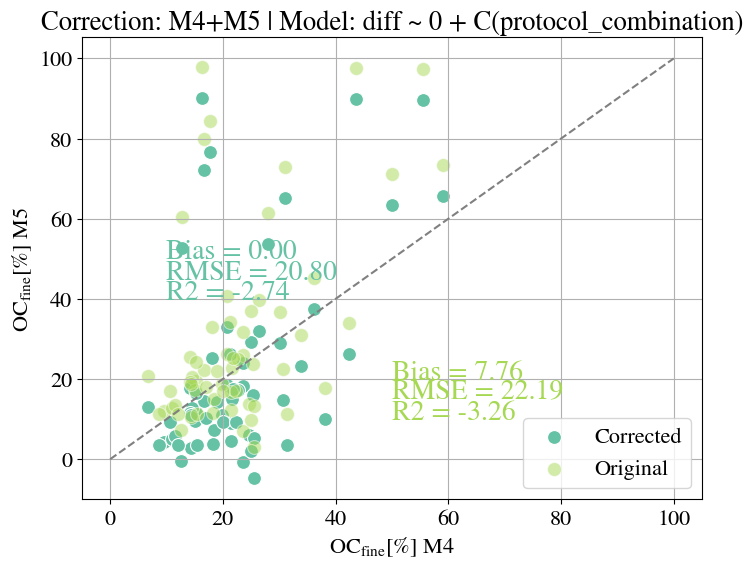 Correction: M4+M5 | Model: diff ~ 0 + C(protocol_combination)
100
80
60
40
20
0
OCfine[%] M5
Bias = 0.00
RMSE = 20.80
R2 = -2.74
Bias = 7.76
RMSE = 22.19
R2 = -3.26
Corrected
Original
0
20
40
60
80
100
OCfine[%] M4